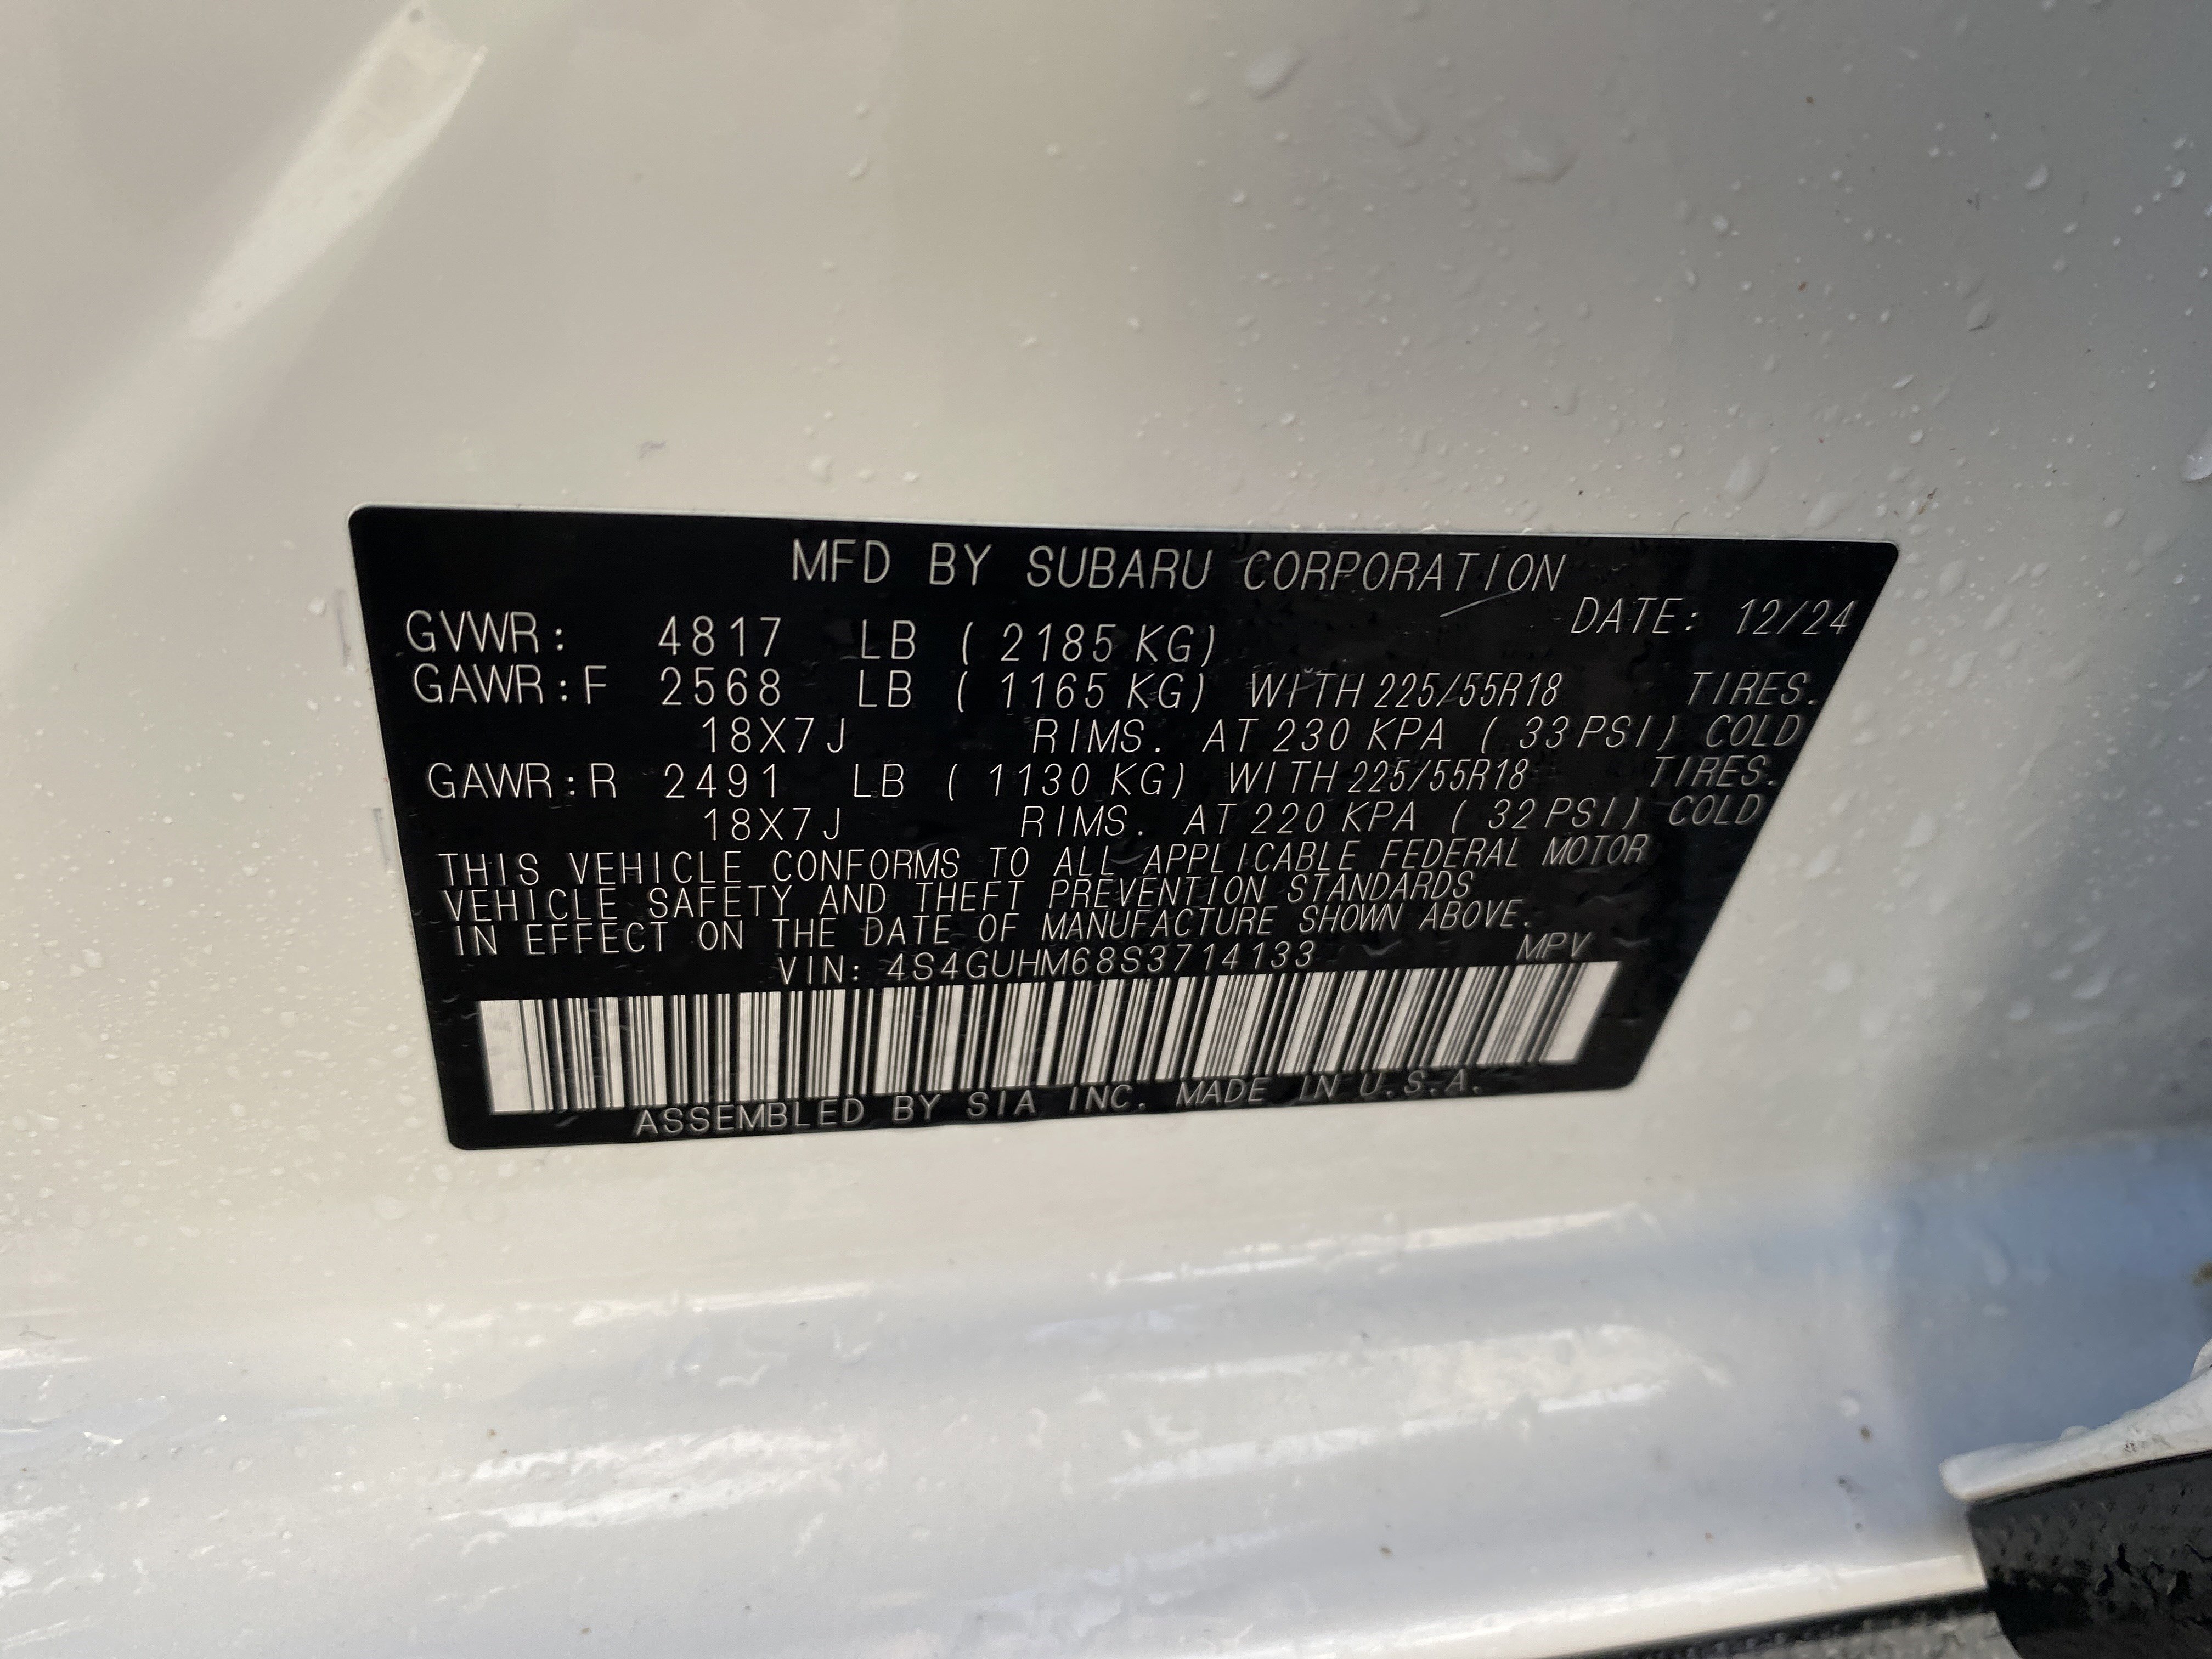 MFD BY SUBARU CORPORATION
DATE: 12/24
GVWR: 4817 LB (2185 KG)
GAWR:F 2568 LB (1165 KG) WITH 225/55R18 TIRES.
18X7J RIMS. AT 230 KPA (33 PSI) COLD
GAWR:R 2491 LB (1130 KG) WITH 225/55R18 TIRES.
18X7J RIMS. AT 220 KPA (32 PSI) COLD
THIS VEHICLE CONFORMS TO ALL APPLICABLE FEDERAL MOTOR
VEHICLE SAFETY AND THEFT PREVENTION STANDARDS
IN EFFECT ON THE DATE OF MANUFACTURE SHOWN ABOVE.
VIN: 4S4GUHM68S3714133 MPV
ASSEMBLED BY SIA INC. MADE IN U.S.A.